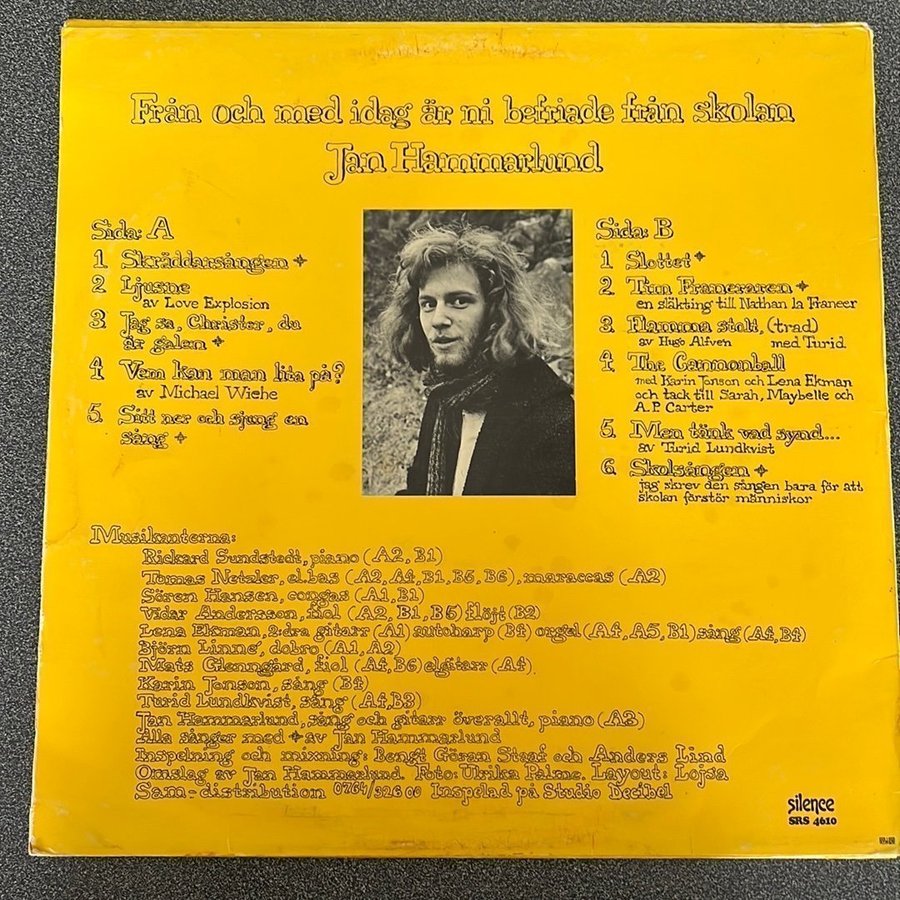 Från och med idag är ni befriade från skolan
Jan Hammarlund
Sida: A
1 Skräddarsången
2 Ljusne
av Love Explosion
3 Jag sa, Christer, du
är galen
4 Vem kan man lita på?
av Michael Wiehe
5. Sitt ner och sjung en
sång
Sida: B
1 Slottet
2. Tim Franeraren
en släkting till Nathan la Franeer
3. Flamma stolt, (trad)
av Hugo Alfven med Turid
4. The Cannonball
med Karin Jonson och Lena Ekman
och tack till Sarah, Maybelle och
A.P. Carter
5 Men tänk vad synd...
av Turid Lundkvist
6 Skolsången
jag skrev den sången bara för att
skolan förstör människor
Musikanterna:
Rickard Sundstedt, piano (A2, B1)
Tomas Netzler, el.bas (A2, A4, B1, B5, B6), maraccas (A2)
Sören Hansen, congas (A1, B1)
Vidar Andersson, fiol (A2, B1, B5) flöjt (B2)
Lena Ekman, 2:dra gitarr (A1) autoharp (B4) orgel (A4, A5, B1) sång (A4, B4)
Björn Linne, dobro (A1, A2)
Mats Glenngård, fiol (A4, B6) elgitarr (A4)
Karin Jonson, sång (B4)
Turid Lundkvist, sång (A4, B3)
Jan Hammarlund, sång och gitarr överallt, piano (A3)
Alla sånger med av Jan Hammarlund
Inspelning och mixning: Bengt Göran Staaf och Anders Lind
Omslag av Jan Hammarlund. Foto: Ulrika Palme. Layout: Lojsa
Sam-distribution 0764/326 00 Inspelad på Studio Decibel
silence
SRS 4610